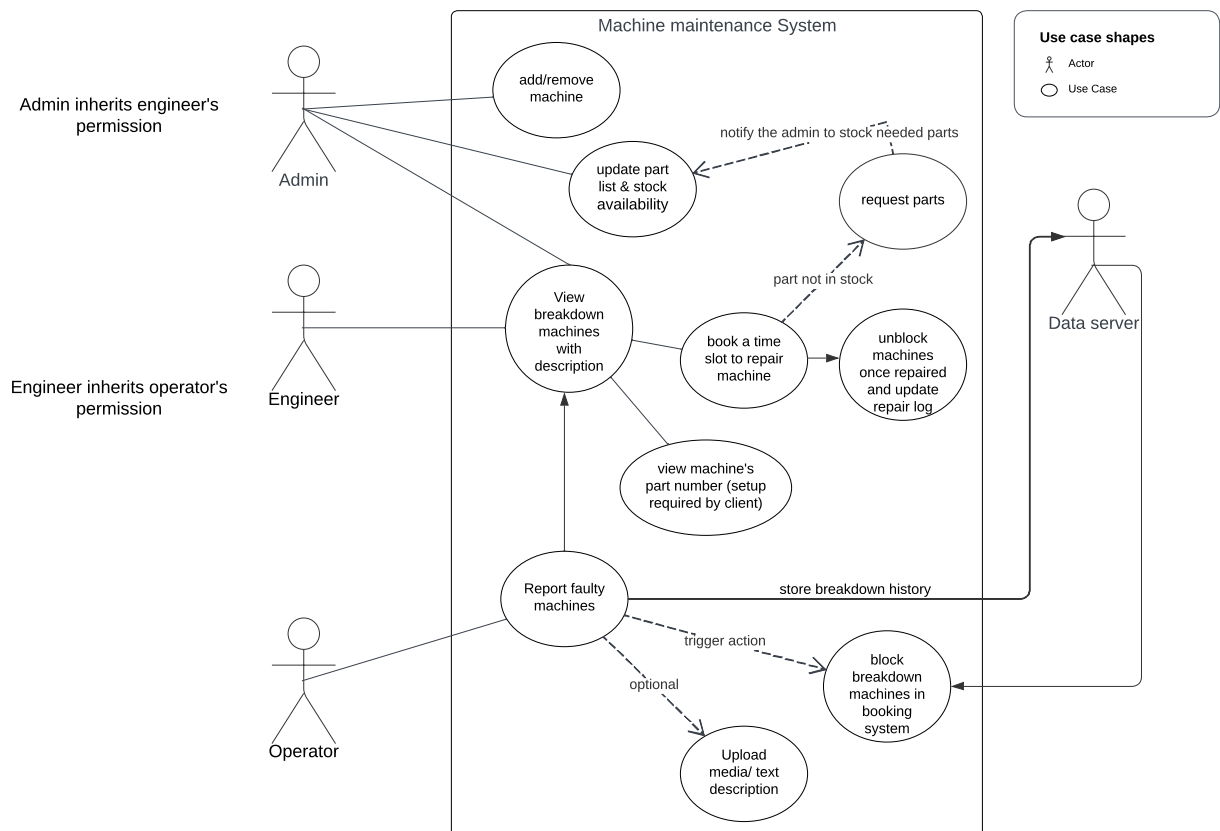 Machine maintenance System
Use case shapes
Actor
Use Case
add/remove
machine
Admin inherits engineer's
permission
Admin
notify the admin to stock needed parts
update part
list & stock
availability
request parts
part not in stock
Data server
View
breakdown
machines
with
description
book a time
slot to repair
machine
unblock
machines
once repaired
and update
repair log
Engineer inherits operator's
permission
Engineer
view machine's
part number (setup
required by client)
Report faulty
machines
store breakdown history
trigger action
optional
block
breakdown
machines in
booking
system
Operator
Upload
media/ text
description